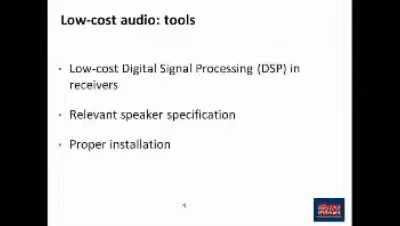 Low-cost audio: tools
• Low-cost Digital Signal Processing (DSP) in
receivers
• Relevant speaker specification
• Proper installation